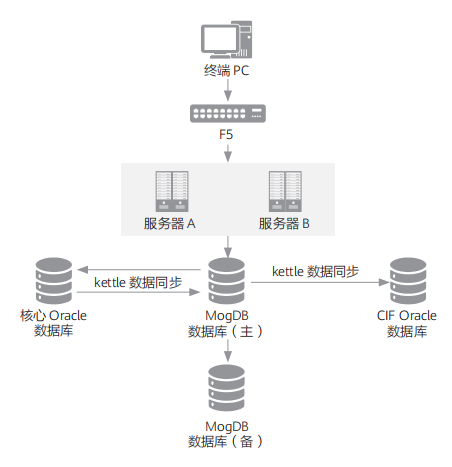 终端 PC
F5
服务器 A
服务器 B
kettle 数据同步
kettle 数据同步
核心 Oracle
数据库
MogDB
数据库（主）
CIF Oracle
数据库
MogDB
数据库（备）